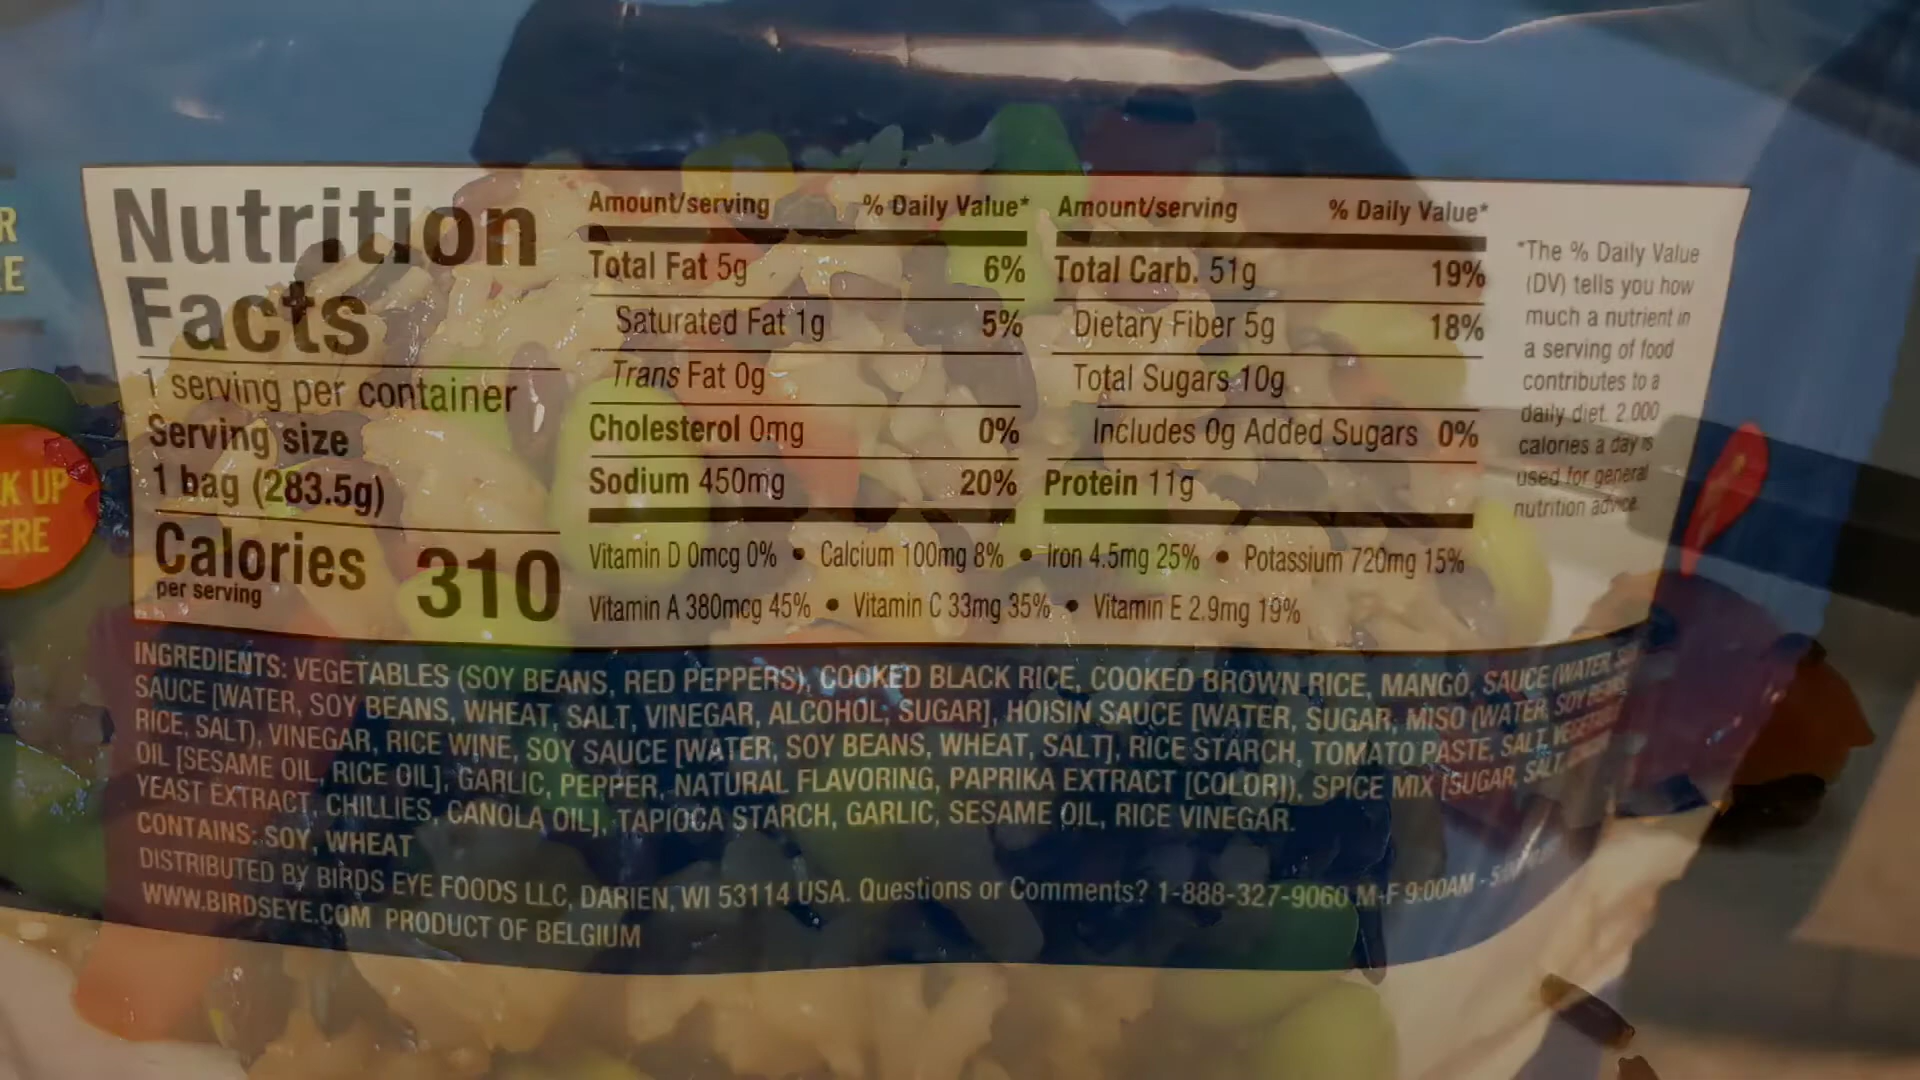 R
RE
K UP
ERE
Nutrition
Facts
1 serving per container
Serving size
1 bag (283.5g)
Calories 310
per serving
Amount/serving % Daily Value*
Total Fat 5g 6%
Saturated Fat 1g 5%
Trans Fat 0g
Cholesterol 0mg 0%
Sodium 450mg 20%
Amount/serving % Daily Value*
Total Carb. 51g 19%
Dietary Fiber 5g 18%
Total Sugars 10g
Includes 0g Added Sugars 0%
Protein 11g
Vitamin D 0mcg 0% • Calcium 100mg 8% • Iron 4.5mg 25% • Potassium 720mg 15%
Vitamin A 380mcg 45% • Vitamin C 33mg 35% • Vitamin E 2.9mg 19%
*The % Daily Value
(DV) tells you how
much a nutrient in
a serving of food
contributes to a
daily diet. 2,000
calories a day is
used for general
nutrition advice.
INGREDIENTS: VEGETABLES (SOY BEANS, RED PEPPERS), COOKED BLACK RICE, COOKED BROWN RICE, MANGO, SAUCE (WATER,
SAUCE [WATER, SOY BEANS, WHEAT, SALT, VINEGAR, ALCOHOL, SUGAR], HOISIN SAUCE [WATER, SUGAR, MISO (WATER, SOY BEANS,
RICE, SALT), VINEGAR, RICE WINE, SOY SAUCE [WATER, SOY BEANS, WHEAT, SALT], RICE STARCH, TOMATO PASTE, SALT,
OIL [SESAME OIL, RICE OIL], GARLIC, PEPPER, NATURAL FLAVORING, PAPRIKA EXTRACT [COLOR]), SPICE MIX [SUGAR, SALT,
YEAST EXTRACT, CHILLIES, CANOLA OIL], TAPIOCA STARCH, GARLIC, SESAME OIL, RICE VINEGAR.
CONTAINS: SOY, WHEAT
DISTRIBUTED BY BIRDS EYE FOODS LLC, DARIEN, WI 53114 USA. Questions or Comments? 1-888-327-9060 M-F 9:00AM -
WWW.BIRDSEYE.COM PRODUCT OF BELGIUM